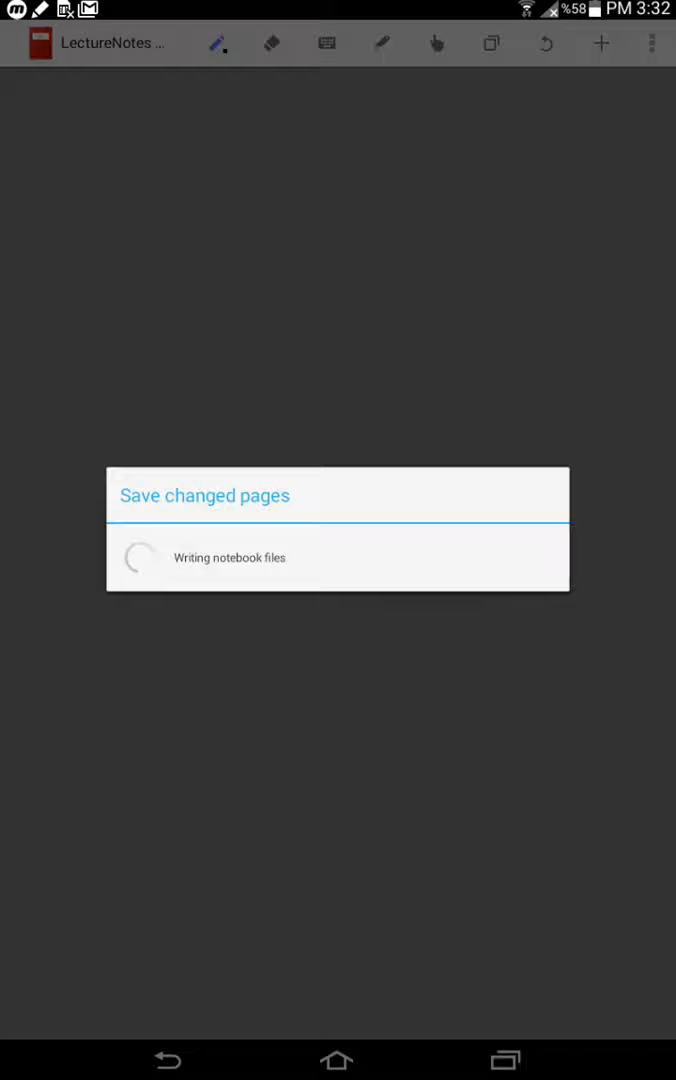 %58 PM 3:32
LectureNotes ...
Save changed pages
Writing notebook files